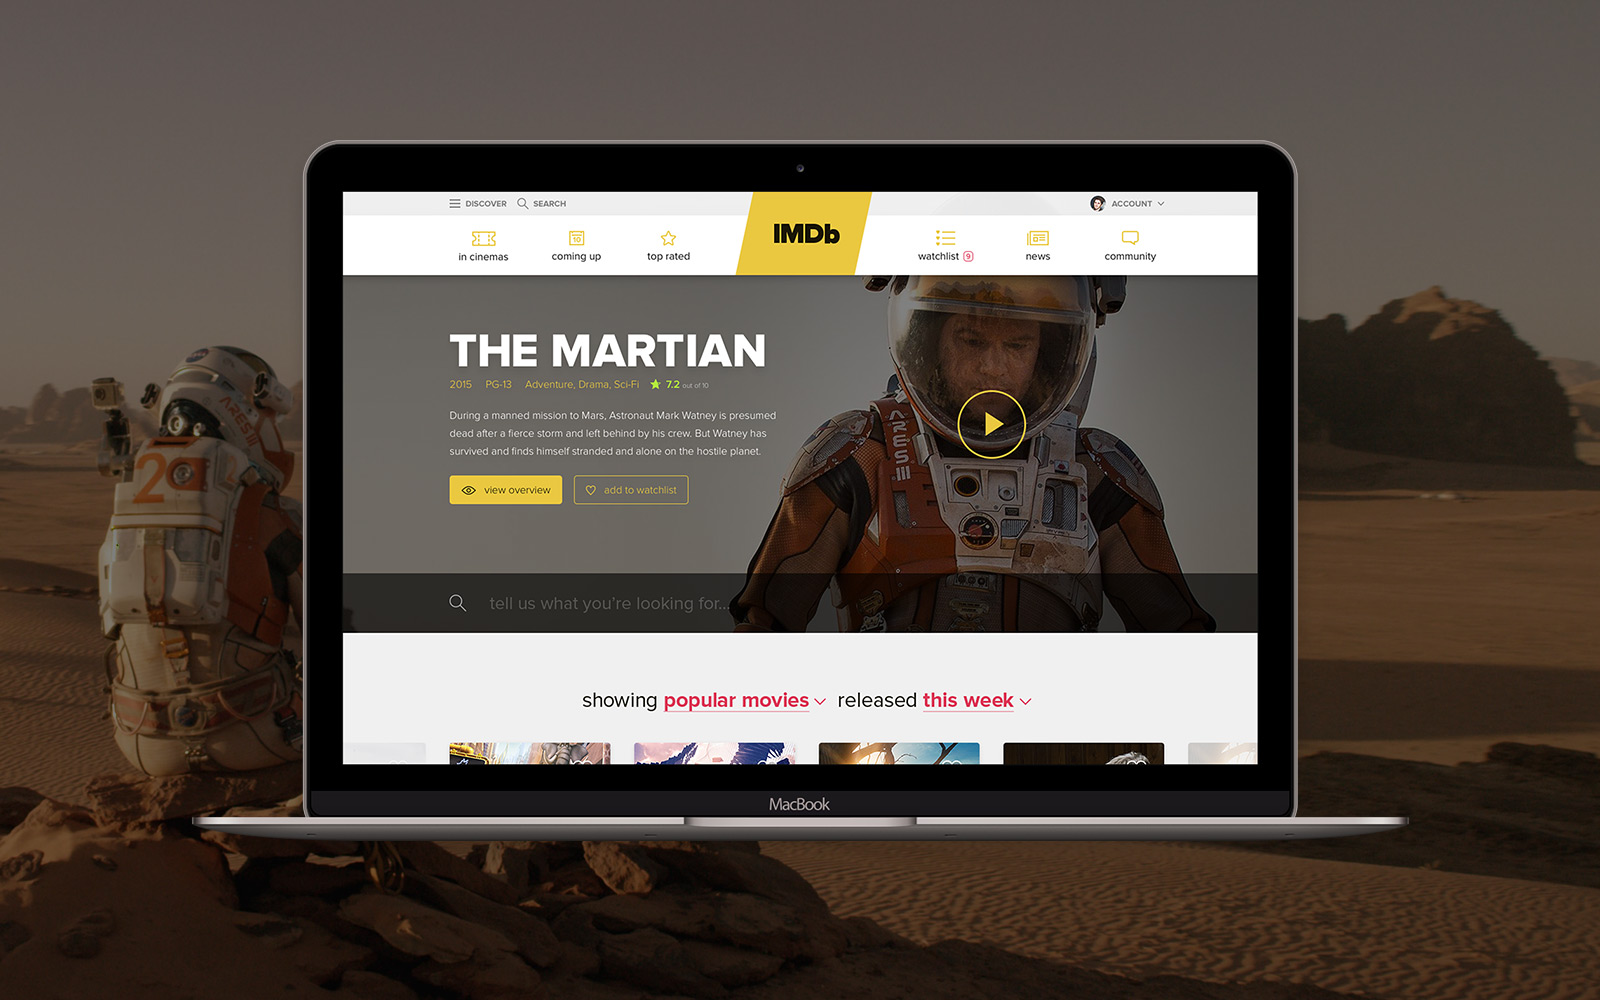 DISCOVER SEARCH
ACCOUNT
in cinemas
10
coming up
top rated
IMDb
watchlist 9
news
community
THE MARTIAN
2015 PG-13 Adventure, Drama, Sci-Fi 7.2 out of 10
During a manned mission to Mars, Astronaut Mark Watney is presumed
dead after a fierce storm and left behind by his crew. But Watney has
survived and finds himself stranded and alone on the hostile planet.
view overview
add to watchlist
ARES III
tell us what you're looking for...
showing popular movies released this week
MacBook
ARES III
20